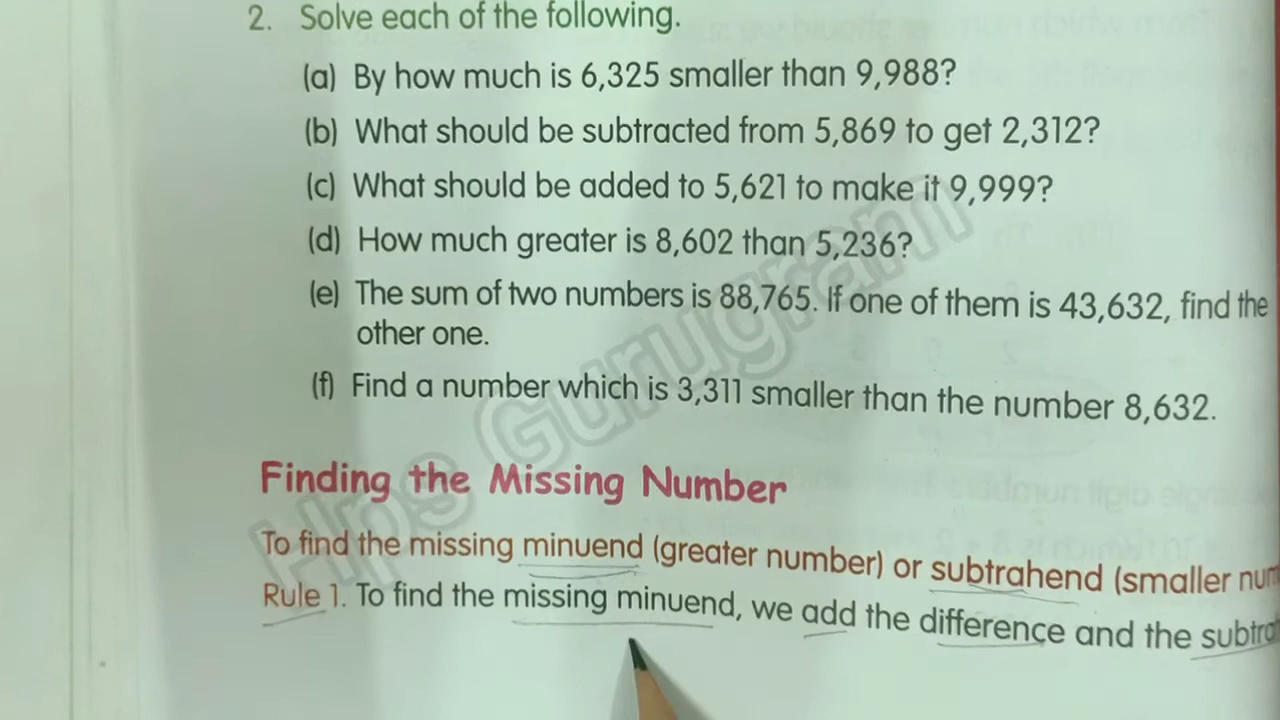 2. Solve each of the following.
(a) By how much is 6,325 smaller than 9,988?
(b) What should be subtracted from 5,869 to get 2,312?
(c) What should be added to 5,621 to make it 9,999?
(d) How much greater is 8,602 than 5,236?
(e) The sum of two numbers is 88,765. If one of them is 43,632, find the
other one.
(f) Find a number which is 3,311 smaller than the number 8,632.
Hps Gurugram
Finding the Missing Number
To find the missing minuend (greater number) or subtrahend (smaller
Rule 1. To find the missing minuend, we add the difference and the